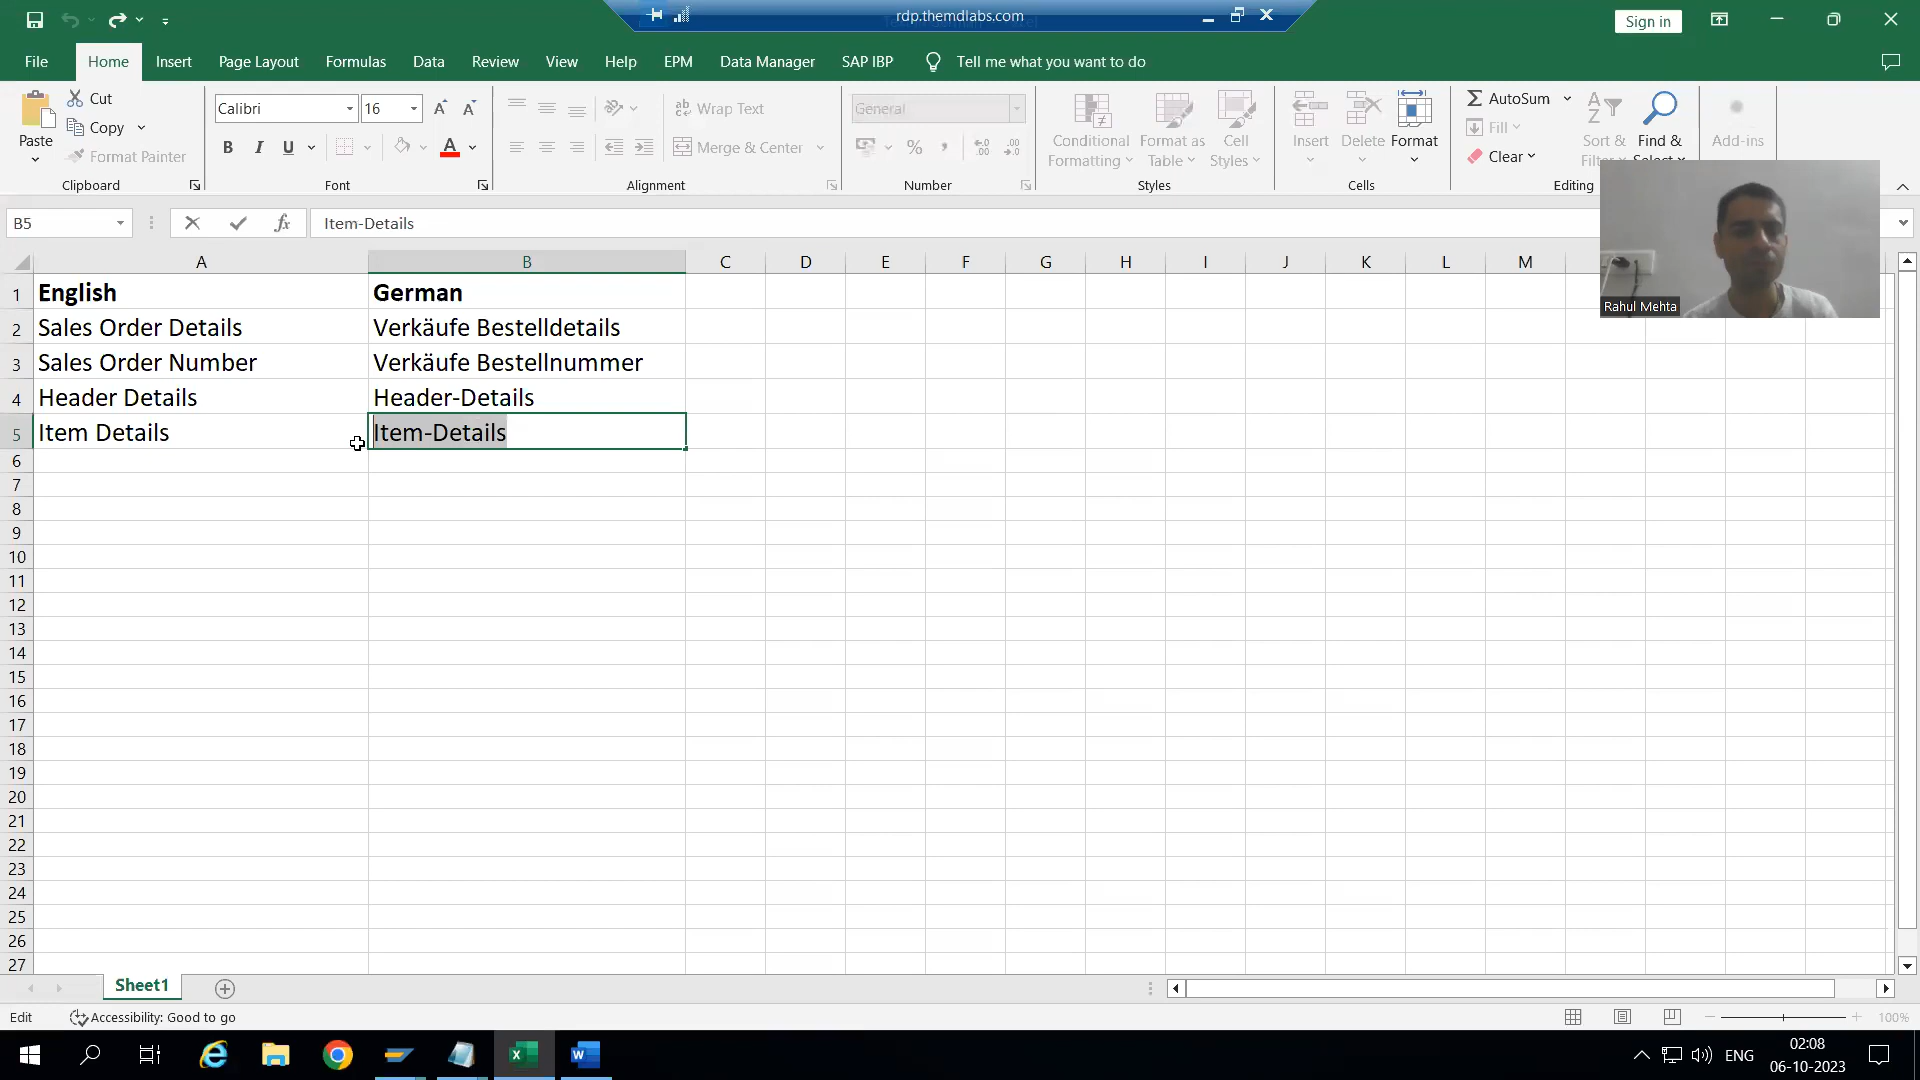 rdp.themdlabs.com
Sign in
File Home Insert Page Layout Formulas Data Review View Help EPM Data Manager SAP IBP Tell me what you want to do
Paste
Cut
Copy
Format Painter
Clipboard
Calibri 16
B I U A
Font
Wrap Text
Merge & Center
Alignment
General
Number
Conditional Formatting
Format as Table
Cell Styles
Styles
Insert
Delete
Format
Cells
AutoSum
Fill
Clear
Sort &
Find &
Editing
Add-ins
B5
fx
Item-Details
A B C D E F G H I J K L M
1 English German
2 Sales Order Details Verkäufe Bestelldetails
3 Sales Order Number Verkäufe Bestellnummer
4 Header Details Header-Details
5 Item Details Item-Details
6
7
8
9
10
11
12
13
14
15
16
17
18
19
20
21
22
23
24
25
26
27
Rahul Mehta
Sheet1
Edit Accessibility: Good to go
100%
ENG
02:08
06-10-2023